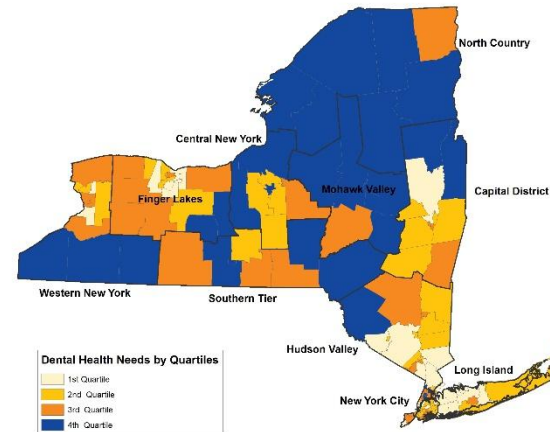 North Country
Central New York
Finger Lakes
Mohawk Valley
Capital District
Western New York
Southern Tier
Hudson Valley
Long Island
New York City
Dental Health Needs by Quartiles
1st Quartile
2nd Quartile
3rd Quartile
4th Quartile